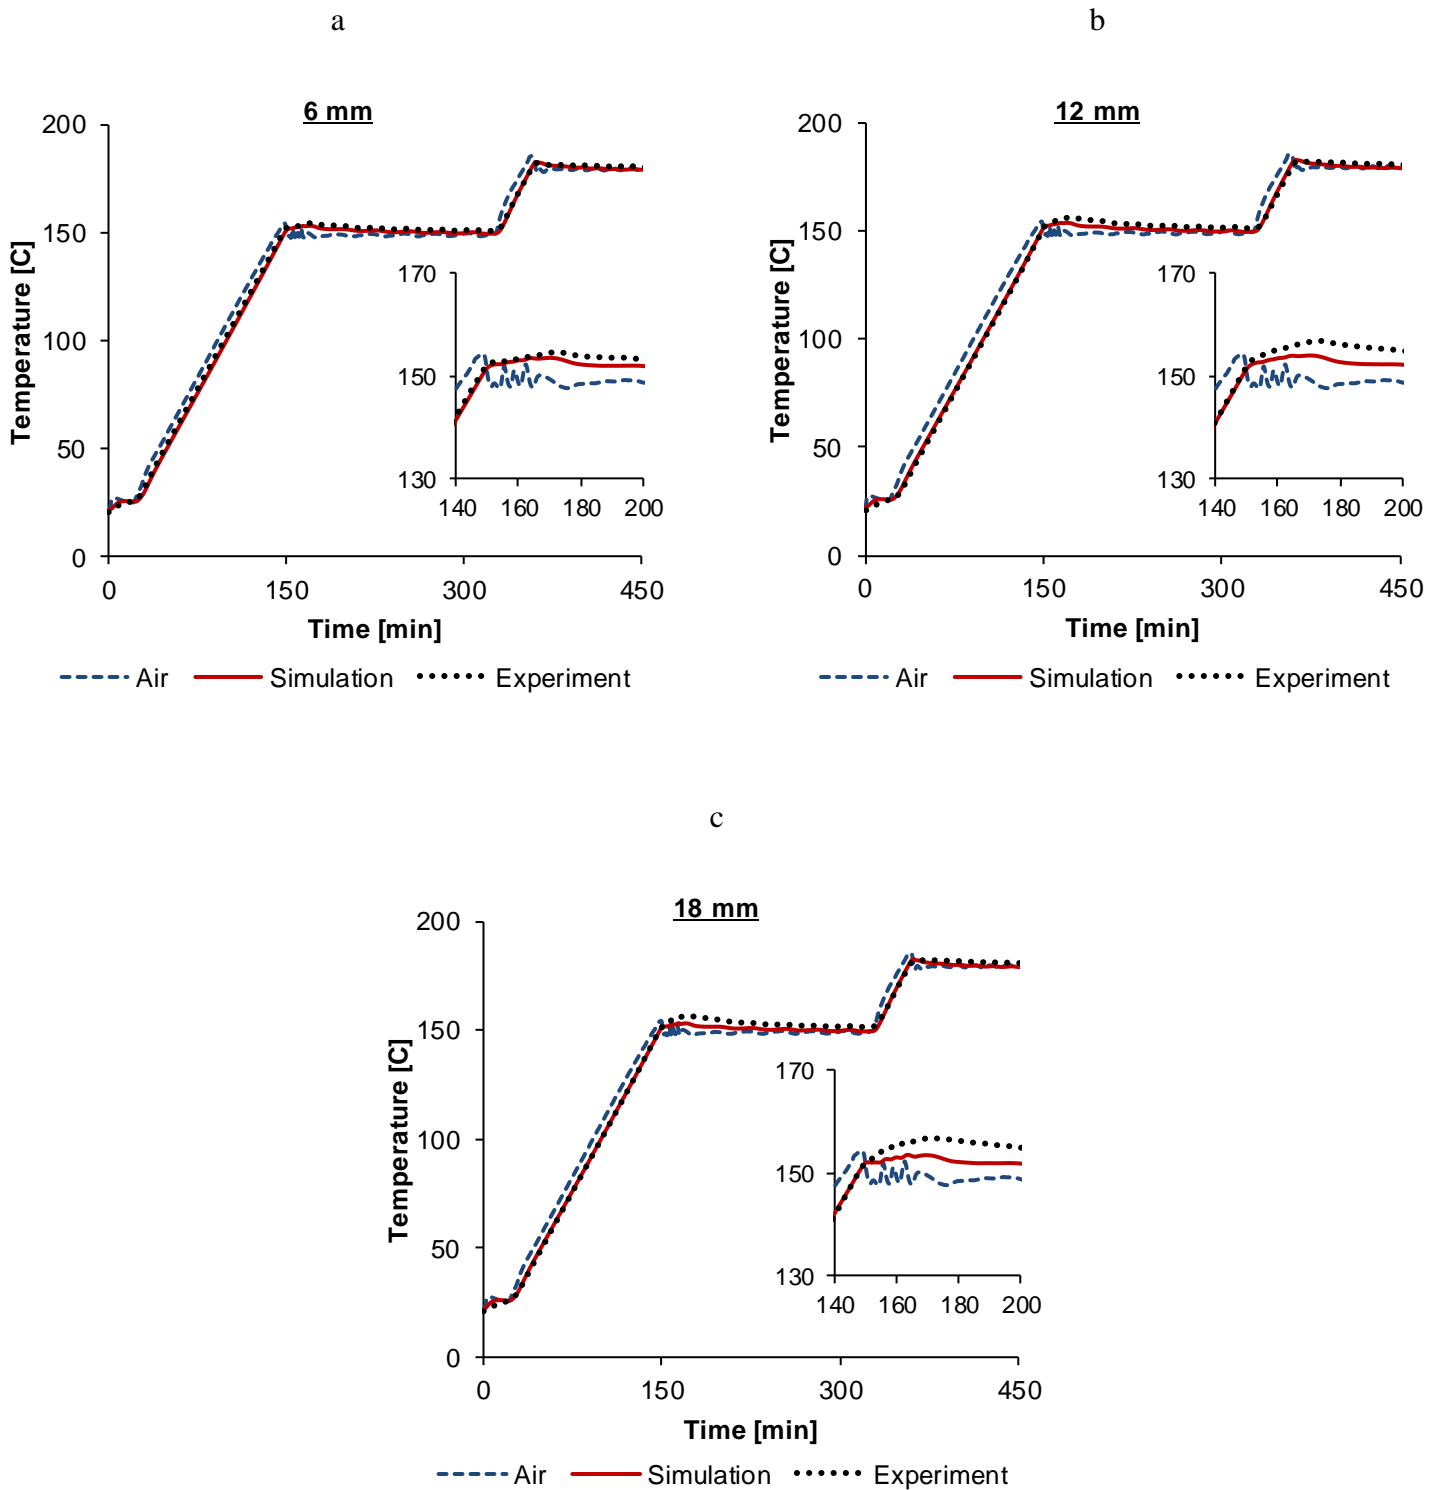 a
b
6 mm
12 mm
200
150
100
50
0
Temperature [C]
0 150 300 450
Time [min]
170
150
130
140 160 180 200
Air Simulation Experiment
200
150
100
50
0
Temperature [C]
0 150 300 450
Time [min]
170
150
130
140 160 180 200
Air Simulation Experiment
c
18 mm
200
150
100
50
0
Temperature [C]
0 150 300 450
Time [min]
170
150
130
140 160 180 200
Air Simulation Experiment